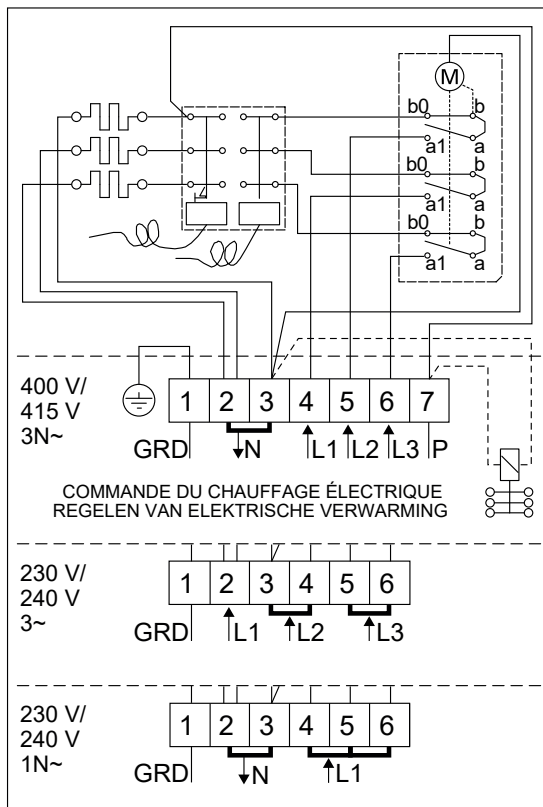 M
b0 b
a1 a
b0 b
a1 a
b0 b
a1 a
400 V/
415 V
3N~
1 2 3 4 5 6 7
GRD N L1 L2 L3 P
COMMANDE DU CHAUFFAGE ÉLECTRIQUE
REGELEN VAN ELEKTRISCHE VERWARMING
230 V/
240 V
3~
1 2 3 4 5 6
GRD L1 L2 L3
230 V/
240 V
1N~
1 2 3 4 5 6
GRD N L1